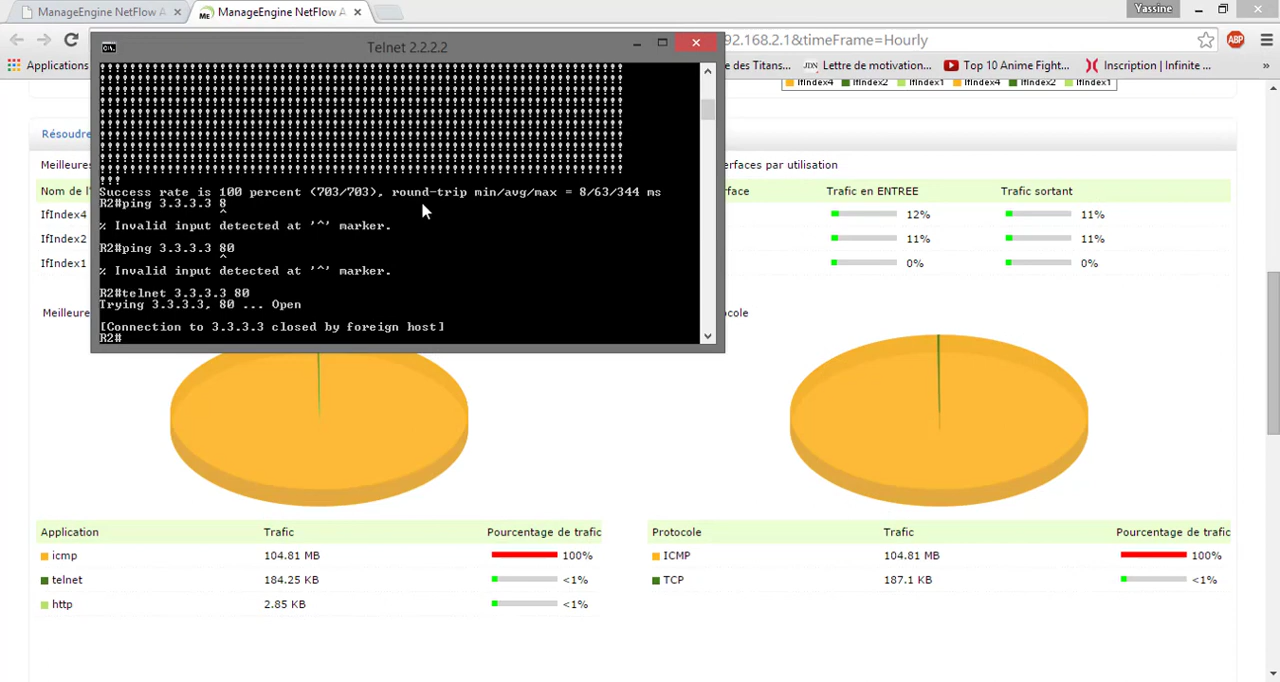 ManageEngine NetFlow A
ME ManageEngine NetFlow A
Yassine
92.168.2.1&timeFrame=Hourly
ABP
Applications
e des Titans...
JDN Lettre de motivation...
Top 10 Anime Fight...
Inscription | Infinite ...
»
Telnet 2.2.2.2
!!!!!!!!!!!!!!!!!!!!!!!!!!!!!!!!!!!!!!!!!!!!!!!!!!!!!!!!!!!!!!!!!!!!!!
!!!!!!!!!!!!!!!!!!!!!!!!!!!!!!!!!!!!!!!!!!!!!!!!!!!!!!!!!!!!!!!!!!!!!!
!!!!!!!!!!!!!!!!!!!!!!!!!!!!!!!!!!!!!!!!!!!!!!!!!!!!!!!!!!!!!!!!!!!!!!
!!!!!!!!!!!!!!!!!!!!!!!!!!!!!!!!!!!!!!!!!!!!!!!!!!!!!!!!!!!!!!!!!!!!!!
!!!!!!!!!!!!!!!!!!!!!!!!!!!!!!!!!!!!!!!!!!!!!!!!!!!!!!!!!!!!!!!!!!!!!!
!!!!!!!!!!!!!!!!!!!!!!!!!!!!!!!!!!!!!!!!!!!!!!!!!!!!!!!!!!!!!!!!!!!!!!
!!!!!!!!!!!!!!!!!!!!!!!!!!!!!!!!!!!!!!!!!!!!!!!!!!!!!!!!!!!!!!!!!!!!!!
!!!!!!!!!!!!!!!!!!!!!!!!!!!!!!!!!!!!!!!!!!!!!!!!!!!!!!!!!!!!!!!!!!!!!!
!!!!!!!!!!!!!!!!!!!!!!!!!!!!!!!!!!!!!!!!!!!!!!!!!!!!!!!!!!!!!!!!!!!!!!
!!!!!!!!!!!!!!!!!!!!!!!!!!!!!!!!!!!!!!!!!!!!!!!!!!!!!!!!!!!!!!!!!!!!!!
!!!
Success rate is 100 percent (703/703), round-trip min/avg/max = 8/63/344 ms
R2#ping 3.3.3.3 8
^
% Invalid input detected at '^' marker.
R2#ping 3.3.3.3 80
^
% Invalid input detected at '^' marker.
R2#telnet 3.3.3.3 80
Trying 3.3.3.3, 80 ... Open
[Connection to 3.3.3.3 closed by foreign host]
R2#
IfIndex4 IfIndex2 IfIndex1 IfIndex4 IfIndex2 IfIndex1
Résoudre
Meilleures
erfaces par utilisation
Nom de l'
rface Trafic en ENTREE Trafic sortant
IfIndex4 12% 11%
IfIndex2 11% 11%
IfIndex1 0% 0%
Meilleure
ocole
Application Trafic Pourcentage de trafic
icmp 104.81 MB 100%
telnet 184.25 KB <1%
http 2.85 KB <1%
Protocole Trafic Pourcentage de trafic
ICMP 104.81 MB 100%
TCP 187.1 KB <1%